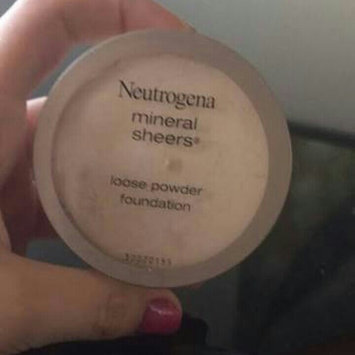 Neutrogena
mineral
sheers®
loose powder
foundation